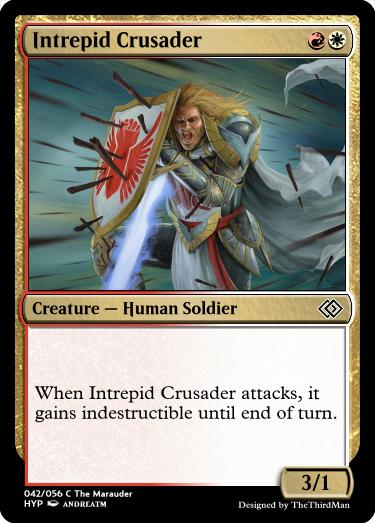 Intrepid Crusader
Creature — Human Soldier
When Intrepid Crusader attacks, it
gains indestructible until end of turn.
3/1
042/056 C The Marauder
HYP ANDREATM
Designed by TheThirdMan